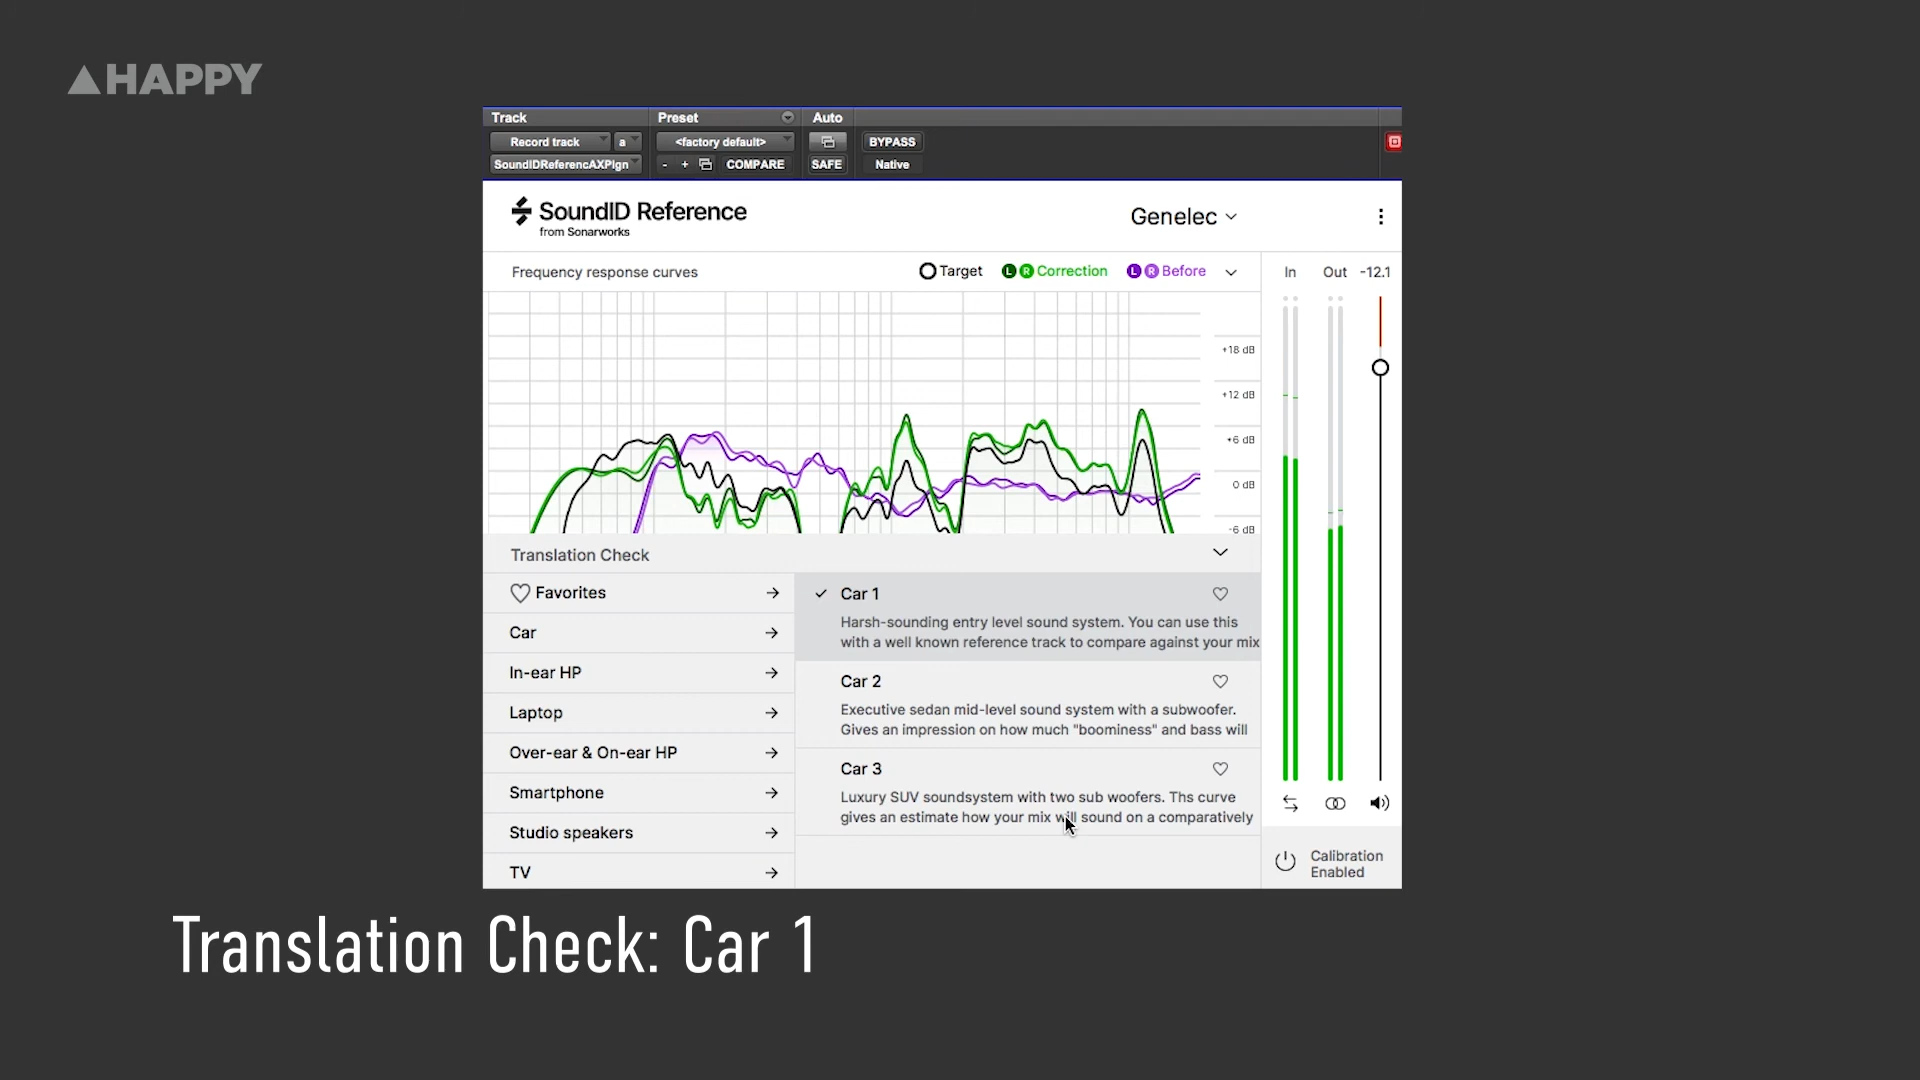 HAPPY
Track
Preset
Auto
Record track
a
<factory default>
BYPASS
SoundIDReferencAXPlgn
- +
COMPARE
SAFE
Native
SoundID Reference
from Sonarworks
Genelec
Frequency response curves
Target
L R Correction
L R Before
In
Out
-12.1
+18 dB
+12 dB
+6 dB
0 dB
-6 dB
Translation Check
Favorites
Car
In-ear HP
Laptop
Over-ear & On-ear HP
Smartphone
Studio speakers
TV
Car 1
Harsh-sounding entry level sound system. You can use this
with a well known reference track to compare against your mix
Car 2
Executive sedan mid-level sound system with a subwoofer.
Gives an impression on how much "boominess" and bass will
Car 3
Luxury SUV soundsystem with two sub woofers. Ths curve
gives an estimate how your mix will sound on a comparatively
Calibration
Enabled
Translation Check: Car 1